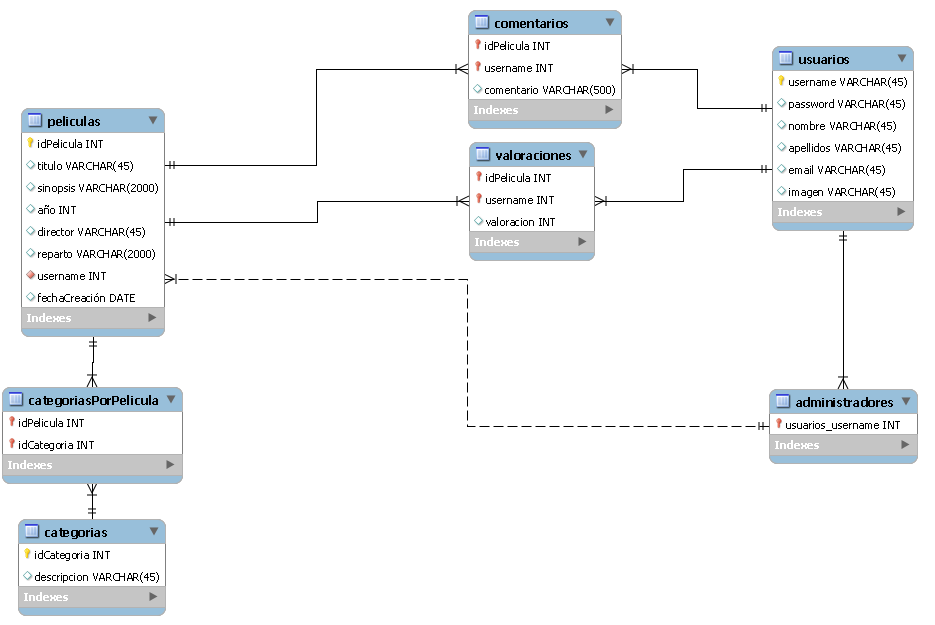 comentarios
idPelicula INT
username INT
comentario VARCHAR(500)
Indexes
usuarios
username VARCHAR(45)
password VARCHAR(45)
nombre VARCHAR(45)
apellidos VARCHAR(45)
email VARCHAR(45)
imagen VARCHAR(45)
Indexes
peliculas
idPelicula INT
titulo VARCHAR(45)
sinopsis VARCHAR(2000)
año INT
director VARCHAR(45)
reparto VARCHAR(2000)
username INT
fechaCreación DATE
Indexes
valoraciones
idPelicula INT
username INT
valoracion INT
Indexes
categoriasPorPelicula
idPelicula INT
idCategoria INT
Indexes
administradores
usuarios_username INT
Indexes
categorias
idCategoria INT
descripcion VARCHAR(45)
Indexes